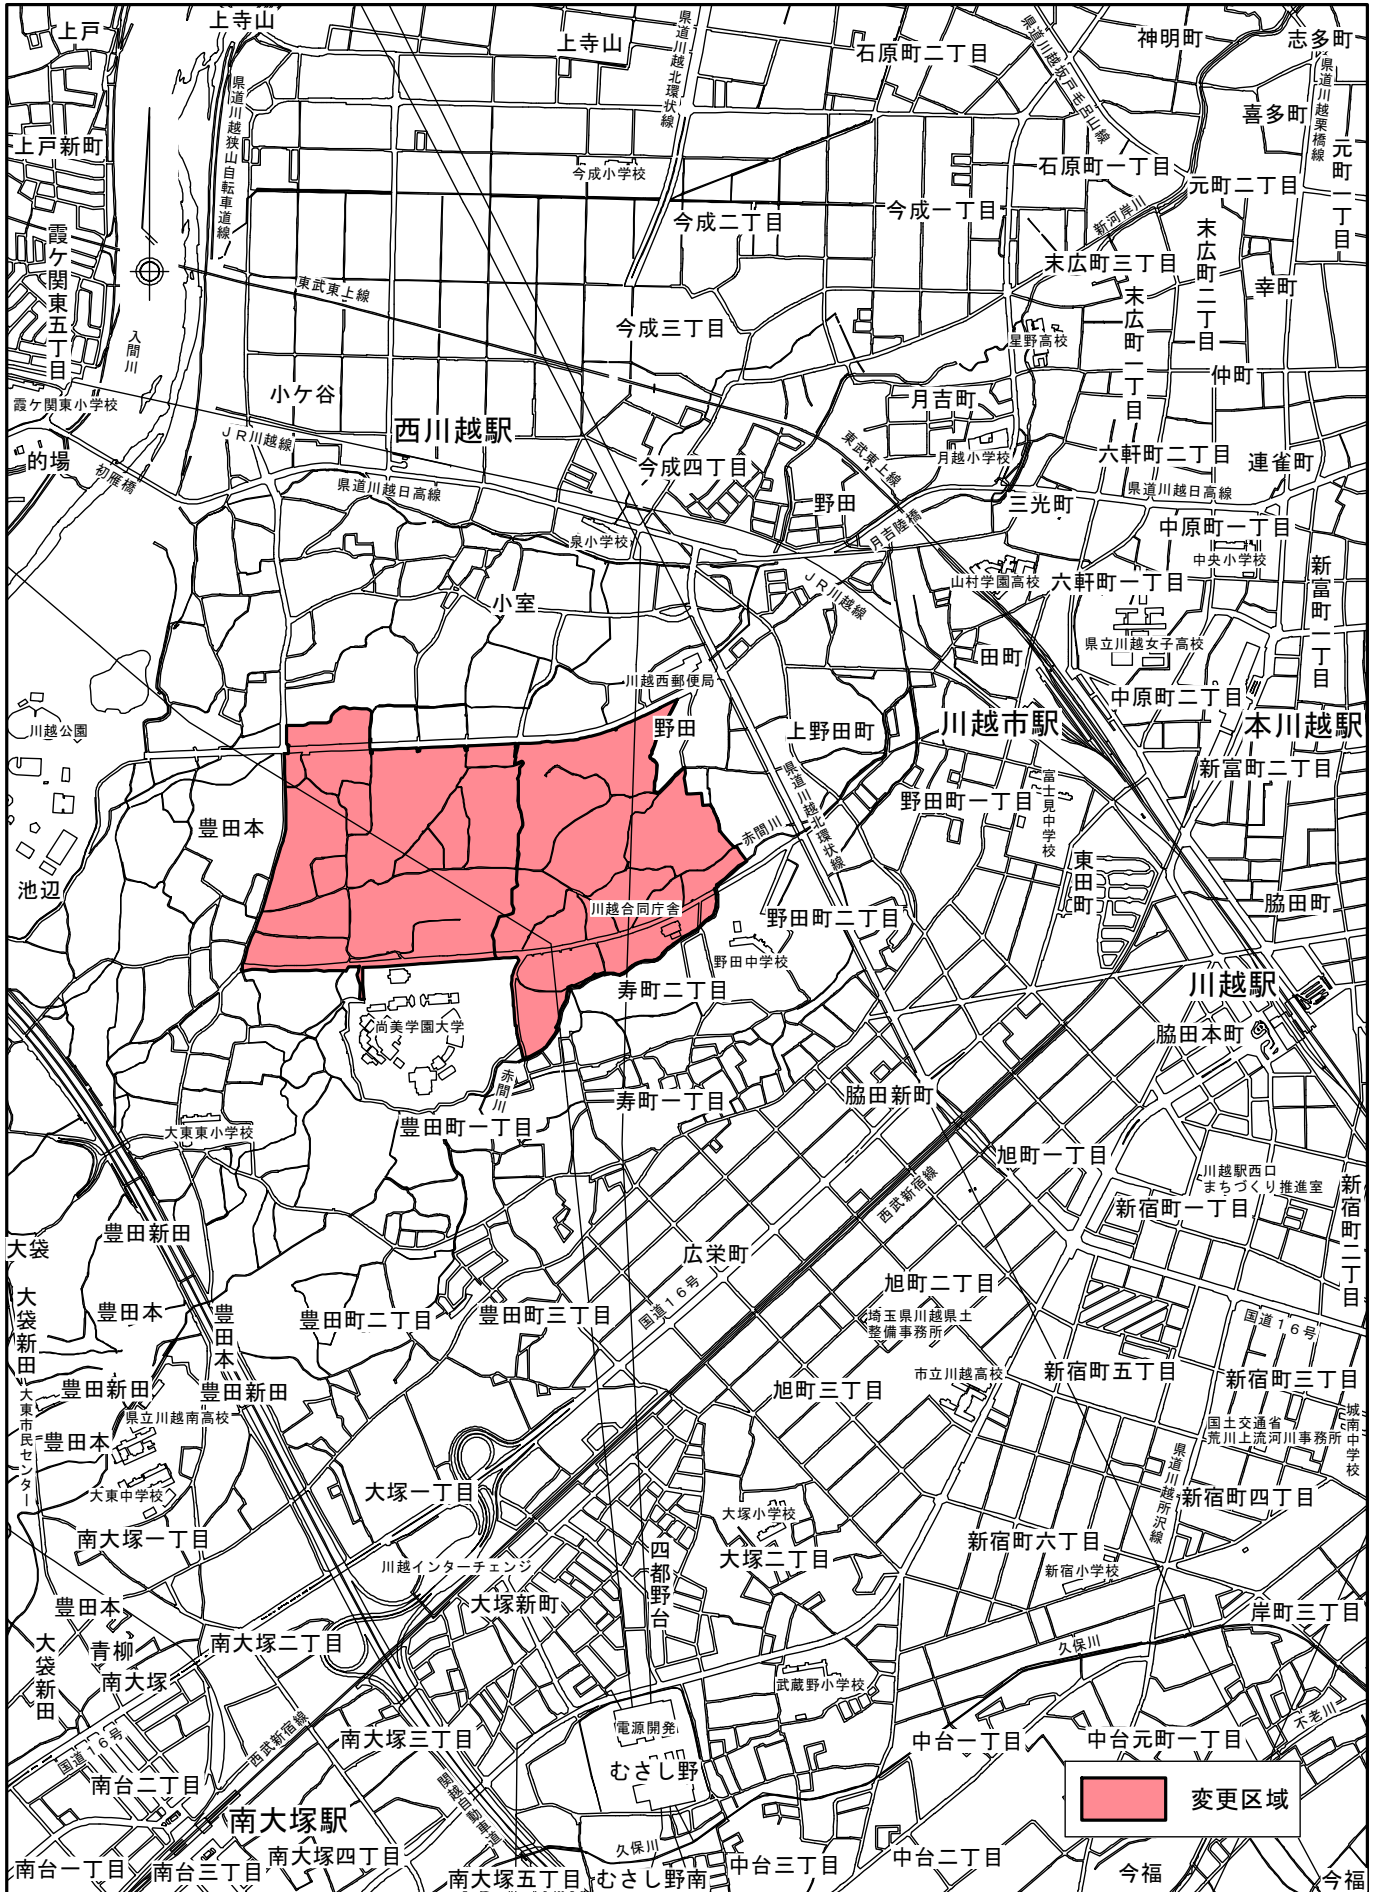 上戸
上寺山
上寺山
石原町二丁目
神明町
志多町
県道川越北環状線
県道川越坂戸毛呂山線
県道川越栗橋線
県道川越狭山自転車道線
喜多町
上戸新町
今成小学校
石原町一丁目
元町二丁目
元町一丁目
今成二丁目
今成一丁目
新河岸川
霞ケ関東五丁目
末広町三丁目
末広町二丁目
東武東上線
幸町
末広町一丁目
入間川
今成三丁目
星野高校
仲町
霞ケ関東小学校
小ケ谷
月吉町
西川越駅
JR川越線
東武東上線
的場
初雁橋
今成四丁目
月越小学校
六軒町二丁目
連雀町
県道川越日高線
野田
三光町
県道川越日高線
泉小学校
月吉陸橋
中原町一丁目
中央小学校
新富町一丁目
小室
JR川越線
山村学園高校
六軒町一丁目
県立川越女子高校
田町
川越西郵便局
中原町二丁目
川越公園
野田
上野田町
川越市駅
本川越駅
新富町二丁目
県道川越北環状線
野田町一丁目
富士見中学校
豊田本
赤間川
東田町
池辺
川越合同庁舎
野田町二丁目
脇田町
野田中学校
寿町二丁目
川越駅
尚美学園大学
脇田本町
赤間川
寿町一丁目
脇田新町
大東東小学校
豊田町一丁目
旭町一丁目
川越駅西口
まちづくり推進室
西武新宿線
新宿町一丁目
新宿町二丁目
大袋
豊田新田
広栄町
旭町二丁目
大袋新田
豊田本
豊田本
豊田町二丁目
豊田町三丁目
国道16号
埼玉県川越県土
整備事務所
国道16号
豊田新田
豊田新田
旭町三丁目
市立川越高校
新宿町五丁目
新宿町三丁目
大東市民センター
県立川越南高校
豊田本
国土交通省
荒川上流河川事務所
城南中学校
県道川越所沢線
大東中学校
大塚一丁目
大塚小学校
新宿町四丁目
南大塚一丁目
四都野台
大塚二丁目
新宿町六丁目
川越インターチェンジ
新宿小学校
豊田本
大塚新町
岸町三丁目
大袋新田
青柳
南大塚二丁目
久保川
南大塚
武蔵野小学校
西武新宿線
国道16号
南大塚三丁目
電源開発
中台一丁目
中台元町一丁目
不老川
南台二丁目
関越自動車道
むさし野
変更区域
南大塚駅
久保川
南台一丁目
南台三丁目
南大塚四丁目
南大塚五丁目
むさし野南
中台三丁目
中台二丁目
今福
今福